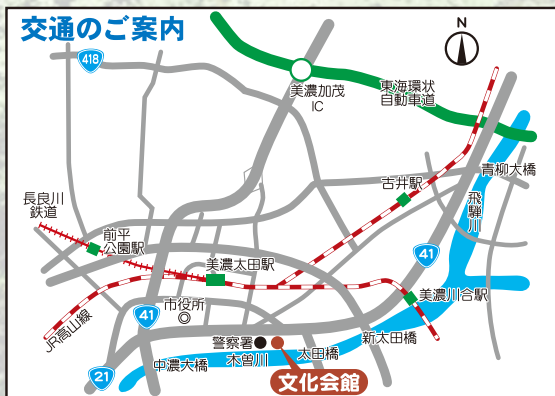 交通のご案内
N
418
美濃加茂
IC
東海環状
自動車道
青柳大橋
古井駅
飛騨川
長良川
鉄道
前平
公園駅
美濃太田駅
41
美濃川合駅
市役所
41
JR高山線
新太田橋
警察署
太田橋
木曽川
中濃大橋
21
文化会館